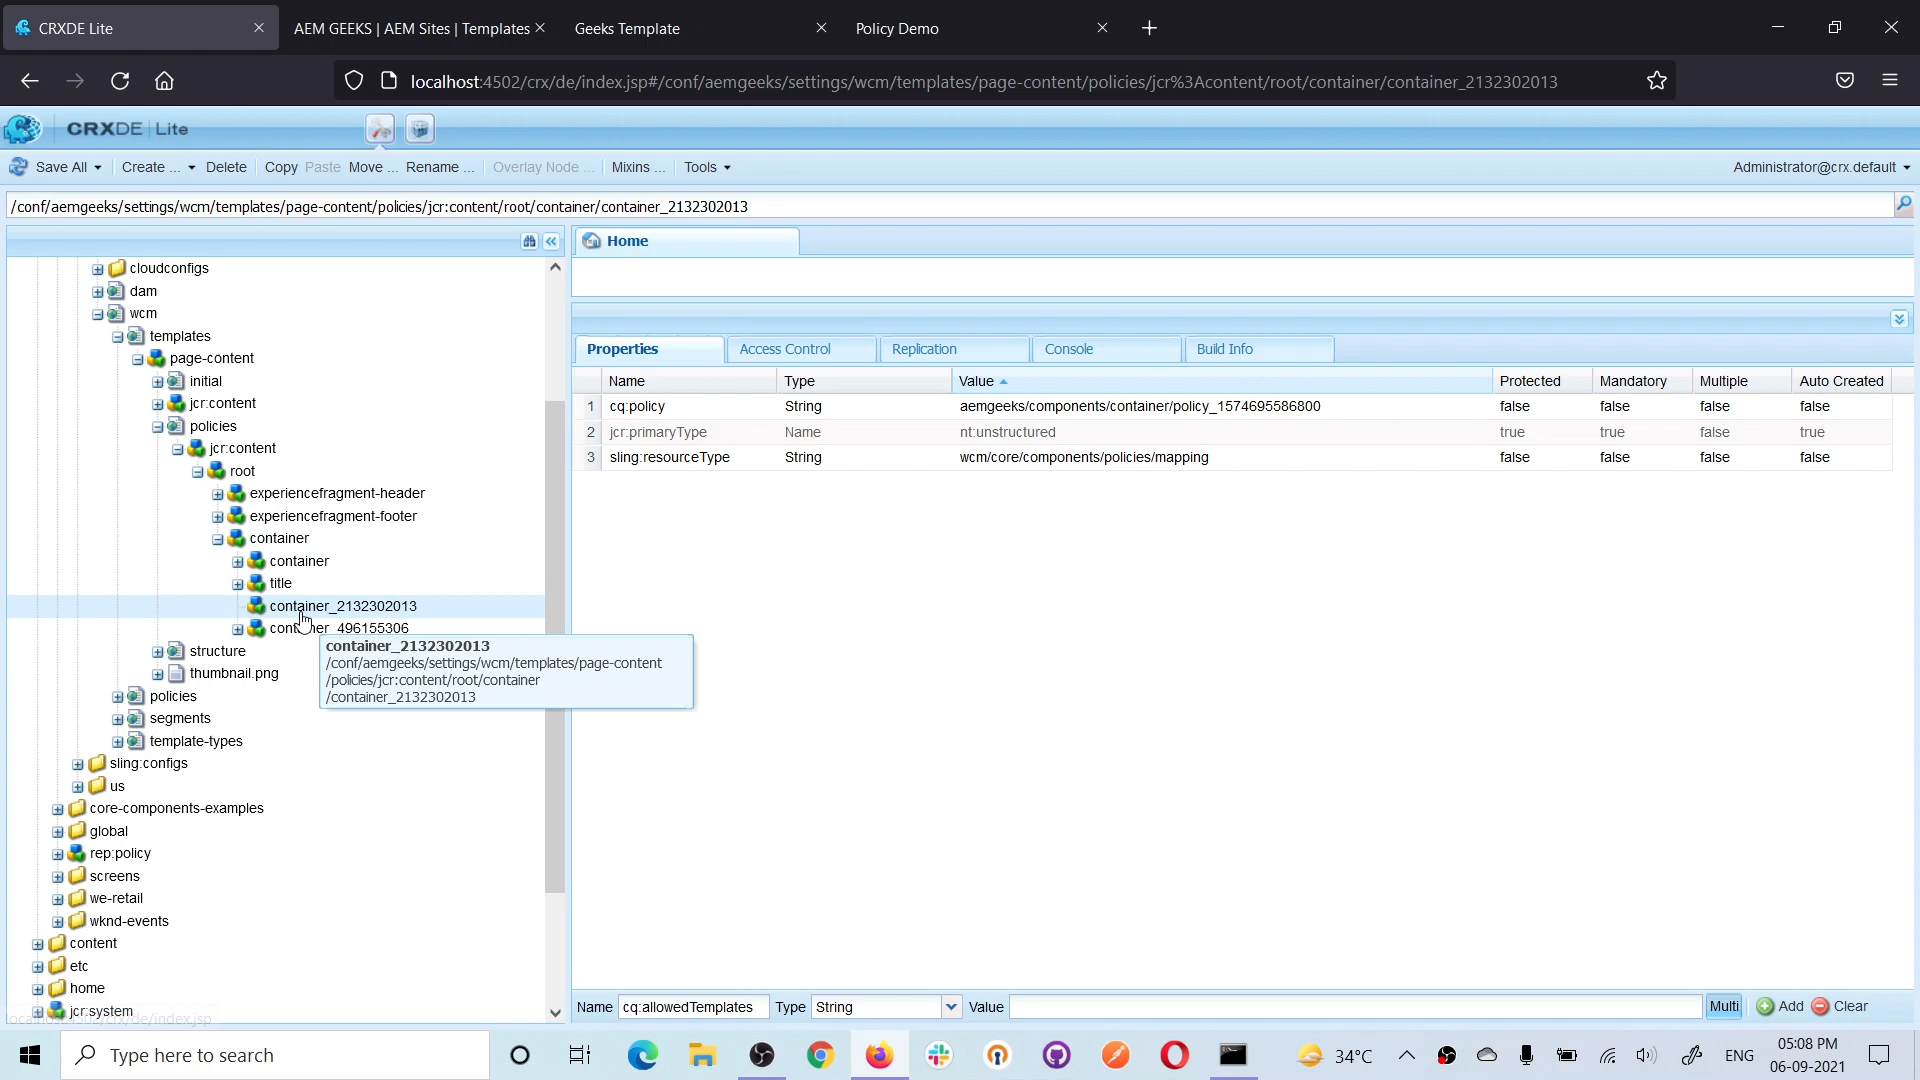 CRXDE Lite
AEM GEEKS | AEM Sites | Templates
Geeks Template
Policy Demo
localhost:4502/crx/de/index.jsp#/conf/aemgeeks/settings/wcm/templates/page-content/policies/jcr%3Acontent/root/container/container_2132302013
CRXDE | Lite
Save All
Create ...
Delete
Copy
Paste
Move ...
Rename ...
Overlay Node ...
Mixins ...
Tools
Administrator@crx.default
/conf/aemgeeks/settings/wcm/templates/page-content/policies/jcr:content/root/container/container_2132302013
Home
cloudconfigs
dam
wcm
templates
page-content
initial
jcr:content
policies
jcr:content
root
experiencefragment-header
experiencefragment-footer
container
container
title
container_2132302013
container_496155306
structure
thumbnail.png
policies
segments
template-types
sling:configs
us
core-components-examples
global
rep:policy
screens
we-retail
wknd-events
content
etc
home
jcr:system
localhost:4502/crx/de/index.jsp
container_2132302013
/conf/aemgeeks/settings/wcm/templates/page-content
/policies/jcr:content/root/container
/container_2132302013
Properties
Access Control
Replication
Console
Build Info
Name Type Value Protected Mandatory Multiple Auto Created
1 cq:policy String aemgeeks/components/container/policy_1574695586800 false false false false
2 jcr:primaryType Name nt:unstructured true true false true
3 sling:resourceType String wcm/core/components/policies/mapping false false false false
Name cq:allowedTemplates Type String Value Multi Add Clear
Type here to search
34°C
ENG
05:08 PM
06-09-2021